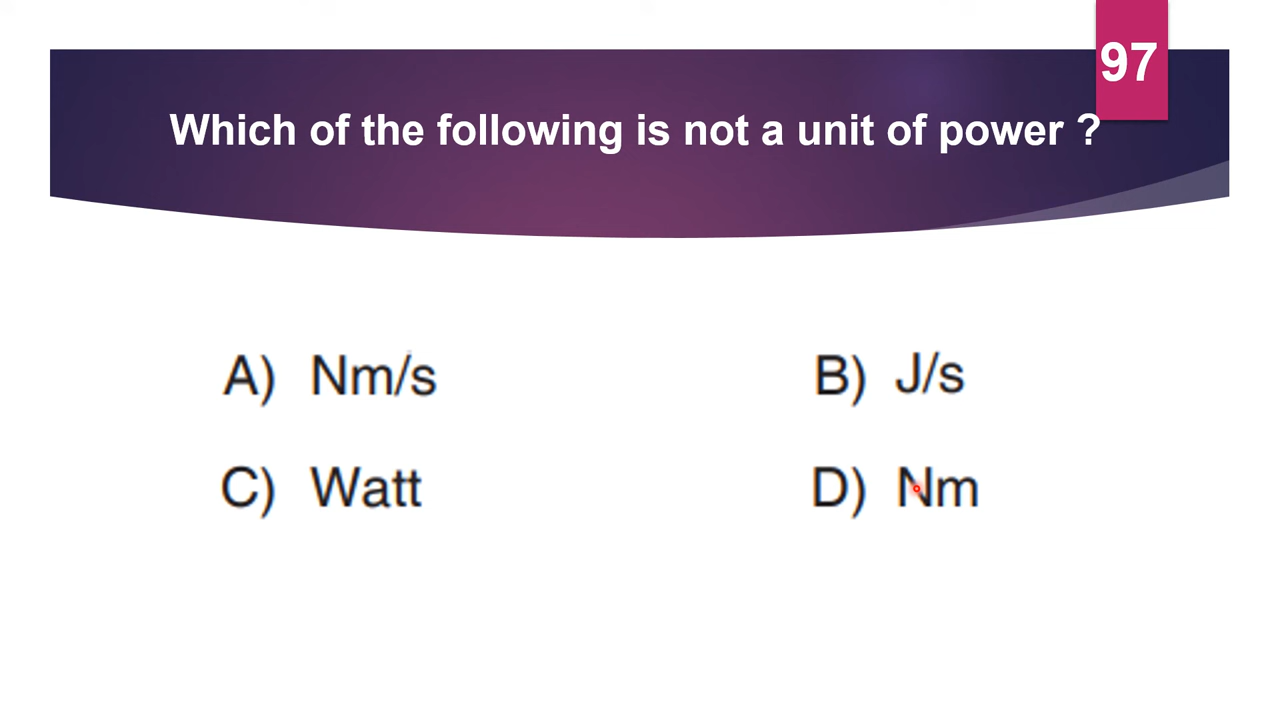 97
Which of the following is not a unit of power ?
A) Nm/s
B) J/s
C) Watt
D) Nm